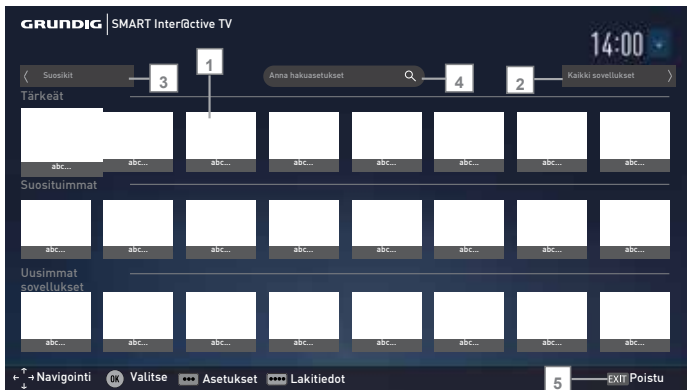 GRUNDIG SMART Inter@ctive TV
14:00
Suosikit
3
1
Anna hakuasetukset
4
2
Kaikki sovellukset
Tärkeät
abc... abc... abc... abc... abc... abc... abc... abc...
Suosituimmat
abc... abc... abc... abc... abc... abc... abc... abc...
Uusimmat
sovellukset
abc... abc... abc... abc... abc... abc... abc... abc...
Navigointi OK Valitse Asetukset Lakitiedot 5 EXIT Poistu